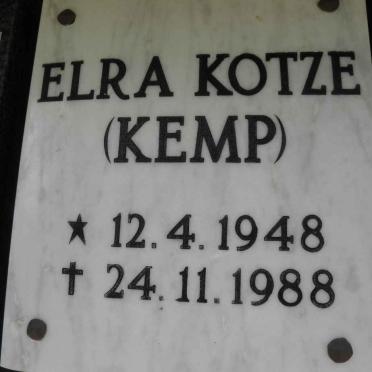 ELRA KOTZE
(KEMP)
★ 12.4.1948
✝ 24.11.1988